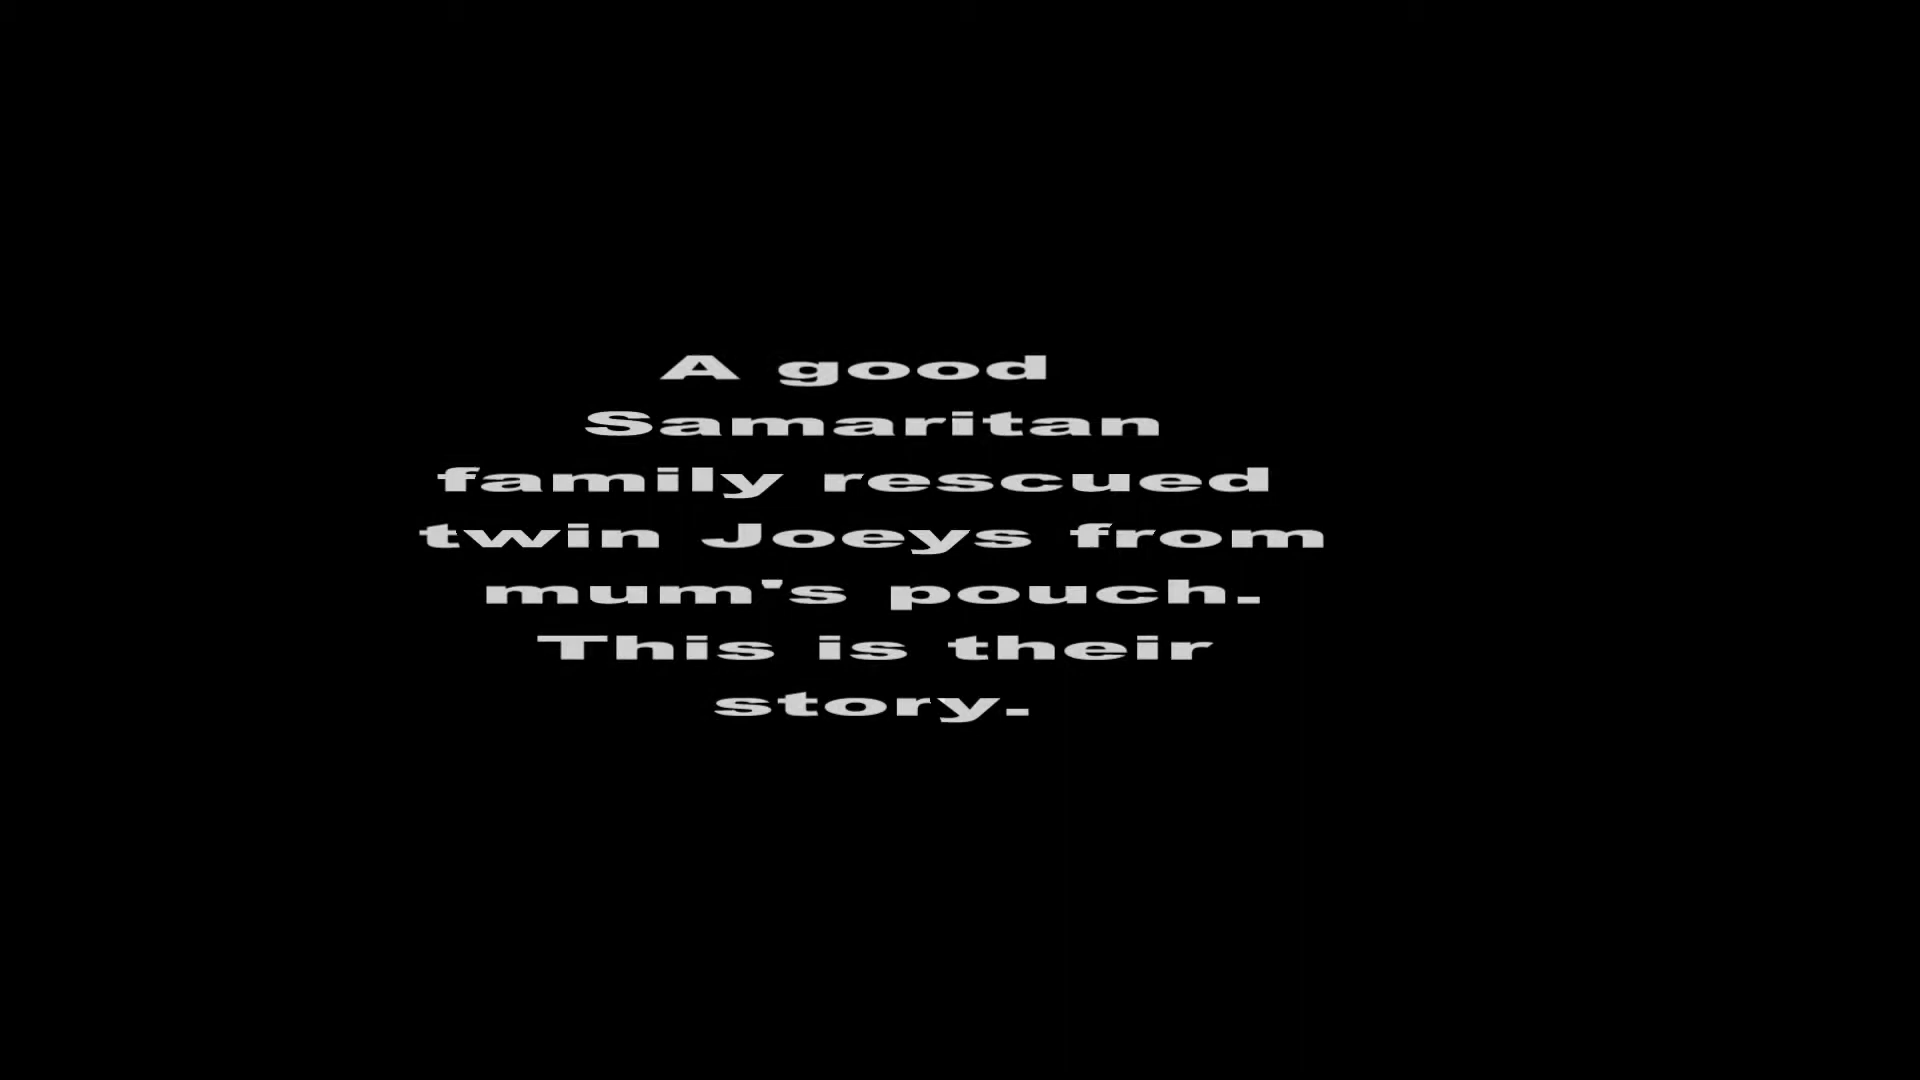 A good
Samaritan
family rescued
twin Joeys from
mum's pouch.
This is their
story.